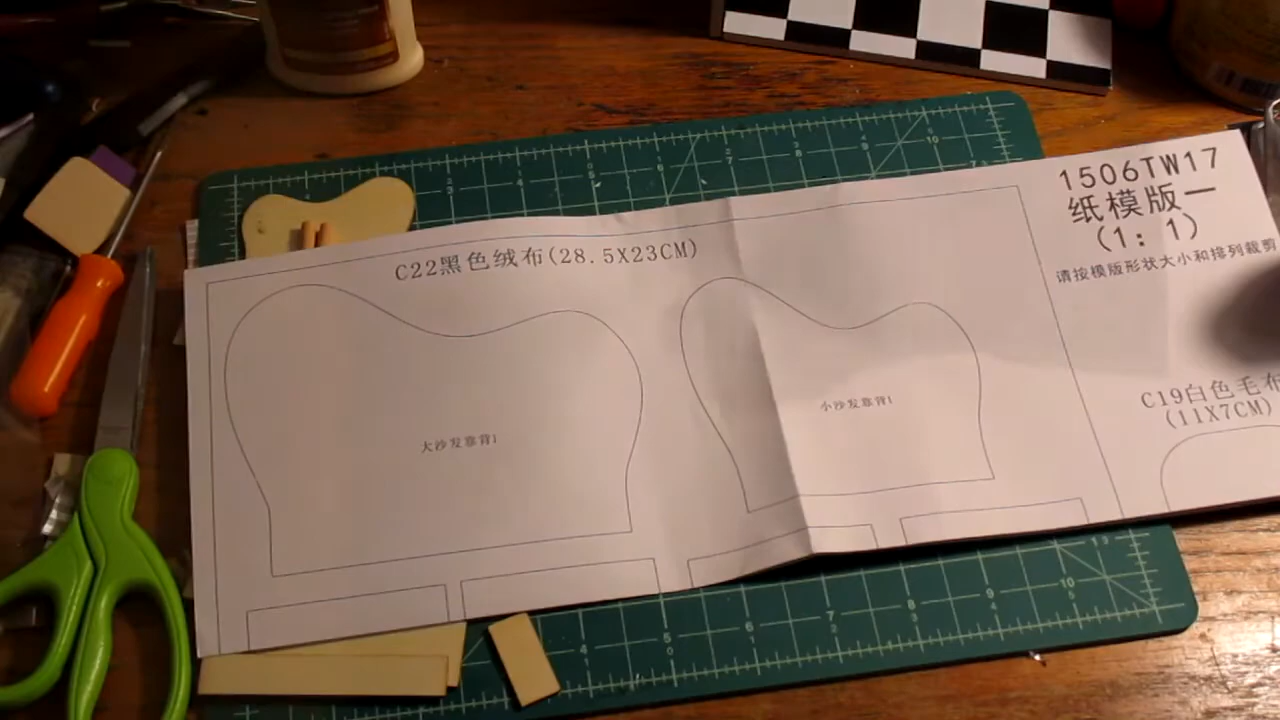 1506TW17
纸模版一
(1：1)
请按模版形状大小和排列裁剪
C22黑色绒布(28.5X23CM)
大沙发靠背1
小沙发靠背1
C19白色毛布
(11X7CM)